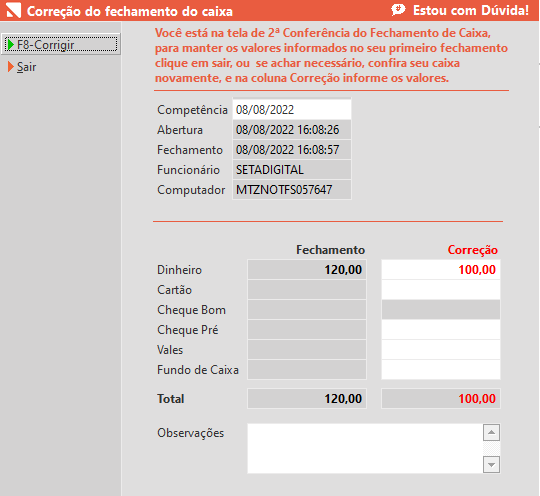 Correção do fechamento do caixa
# Estou com Dúvida!
F8-Corrigir
Sair
Você está na tela de 2ª Conferência do Fechamento de Caixa,
para manter os valores informados no seu primeiro fechamento
clique em sair, ou se achar necessário, confira seu caixa
novamente, e na coluna Correção informe os valores.
Competência 08/08/2022
Abertura 08/08/2022 16:08:26
Fechamento 08/08/2022 16:08:57
Funcionário SETADIGITAL
Computador MTZNOTFS057647
Fechamento Correção
Dinheiro 120,00 100,00
Cartão
Cheque Bom
Cheque Pré
Vales
Fundo de Caixa
Total 120,00 100,00
Observações